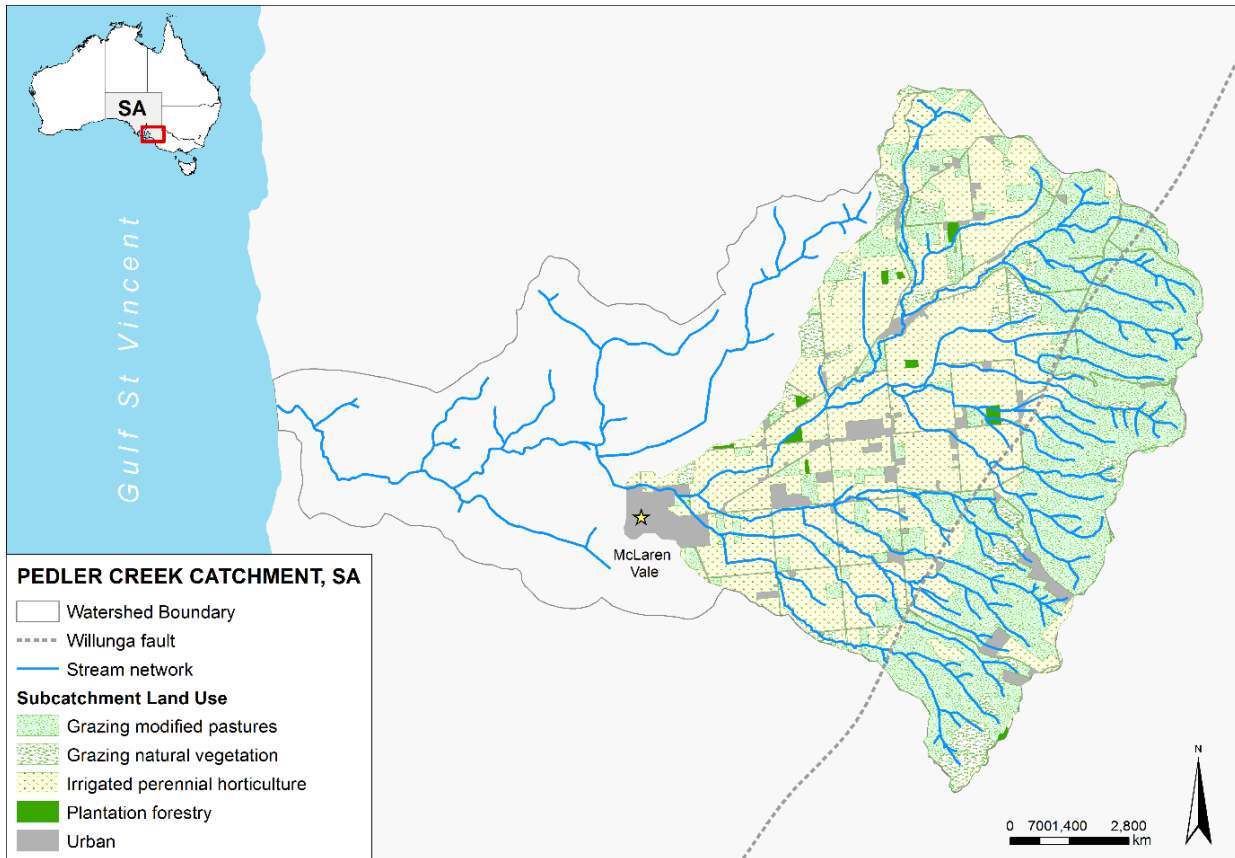 SA
Gulf St Vincent
McLaren
Vale
PEDLER CREEK CATCHMENT, SA
Watershed Boundary
Willunga fault
Stream network
Subcatchment Land Use
Grazing modified pastures
Grazing natural vegetation
Irrigated perennial horticulture
Plantation forestry
Urban
N
0 7001,400 2,800
km